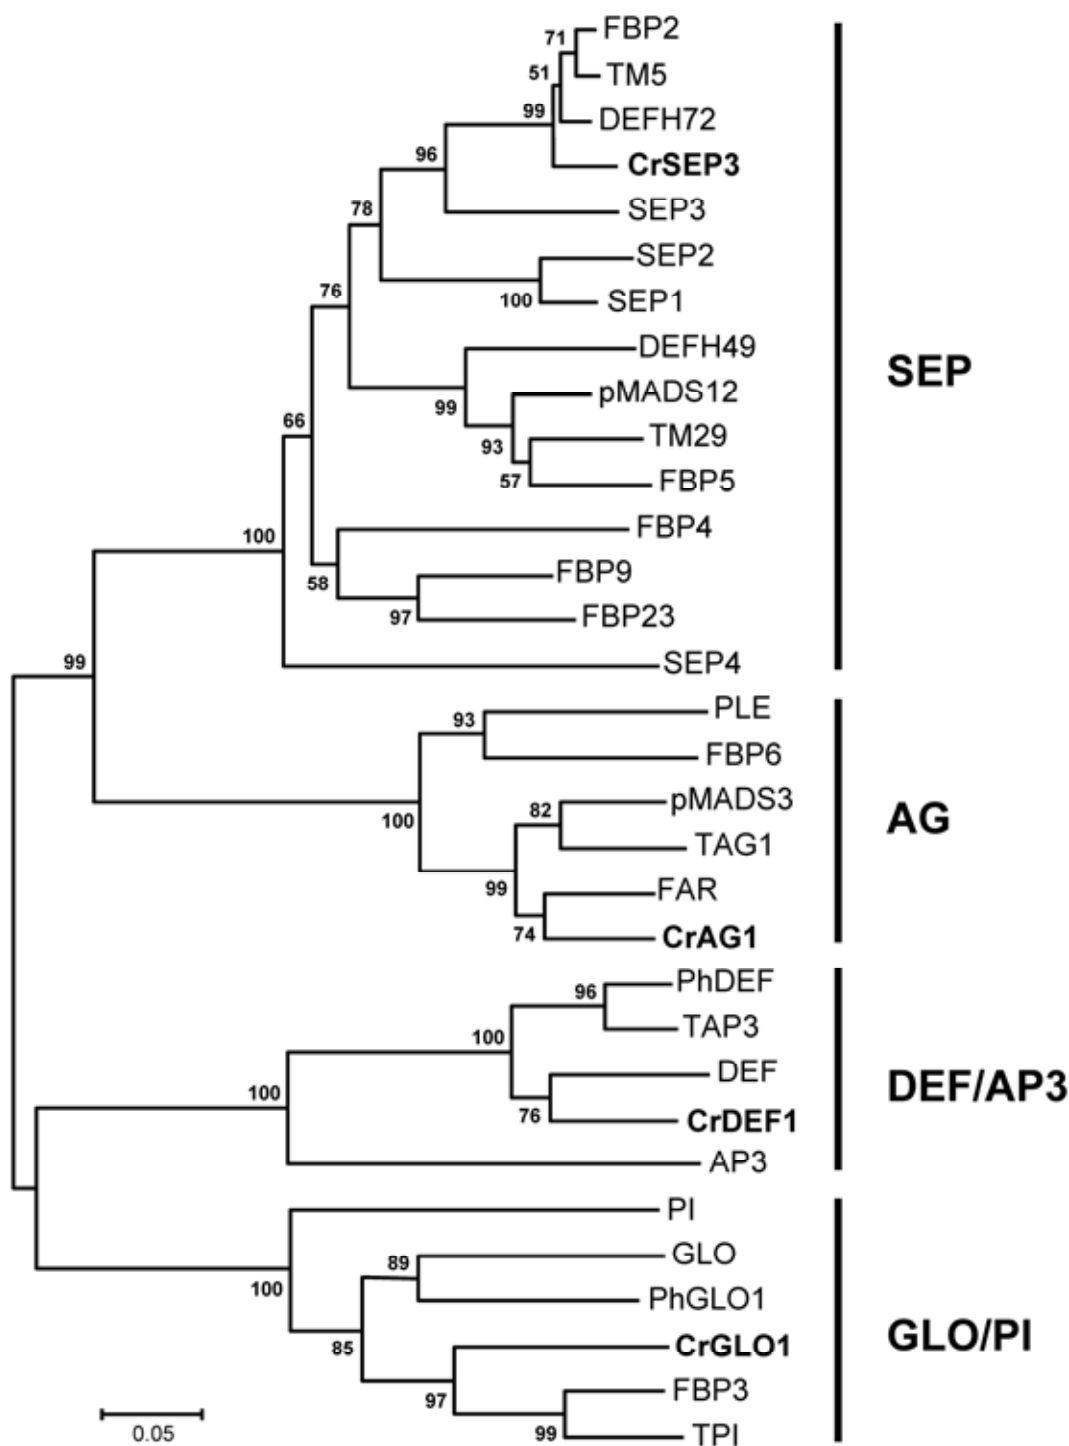 FBP2
71
TM5
51
DEFH72
99
CrSEP3
96
SEP3
78
SEP2
100
SEP1
76
DEFH49
SEP
pMADS12
99
66
TM29
93
FBP5
57
FBP4
100
FBP9
58
FBP23
97
SEP4
99
PLE
93
FBP6
pMADS3
82
AG
100
TAG1
FAR
99
CrAG1
74
PhDEF
96
TAP3
100
DEF
DEF/AP3
100
CrDEF1
76
AP3
PI
GLO
89
100
PhGLO1
GLO/PI
85
CrGLO1
FBP3
97
TPI
99
0.05